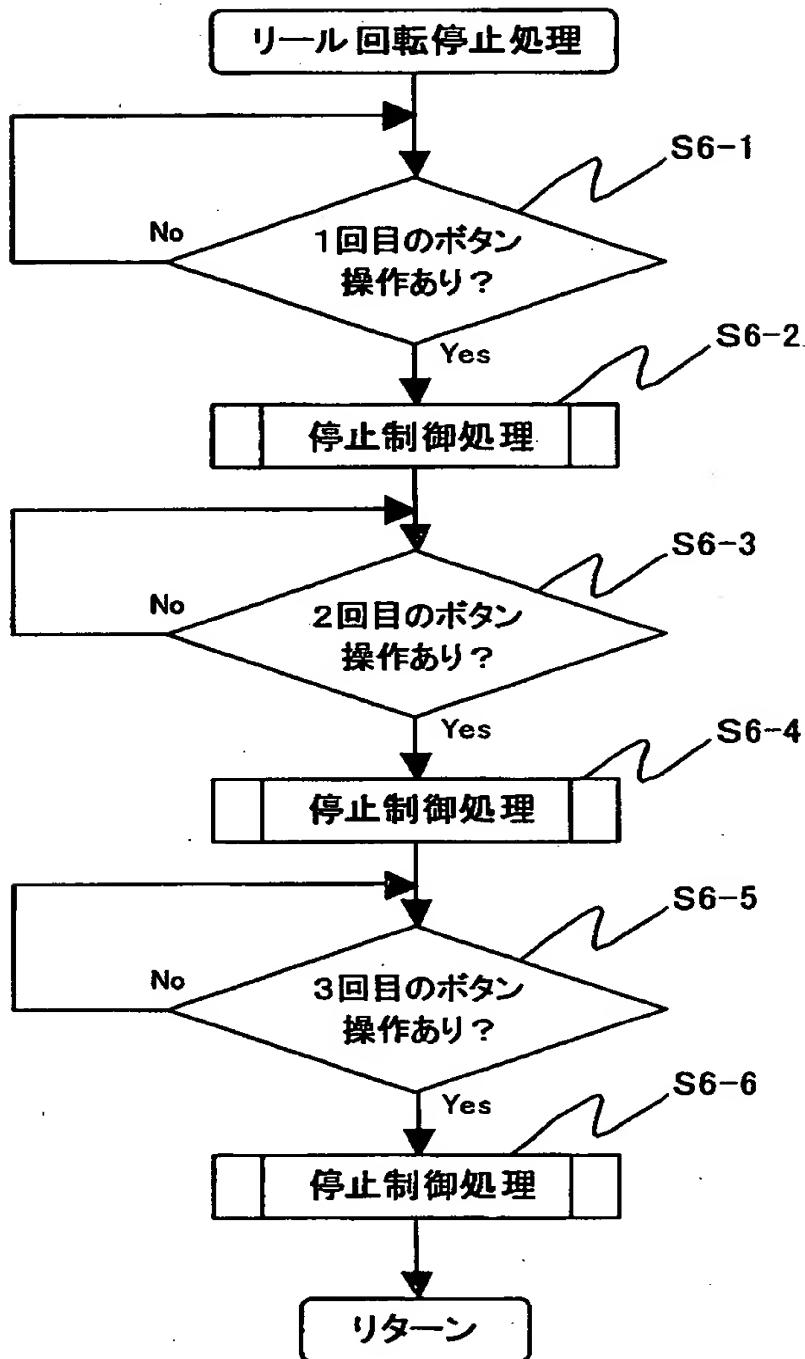 リール回転停止処理
S6-1
No
1回目のボタン
操作あり?
Yes
S6-2
停止制御処理
S6-3
No
2回目のボタン
操作あり?
Yes
S6-4
停止制御処理
S6-5
No
3回目のボタン
操作あり?
Yes
S6-6
停止制御処理
リターン